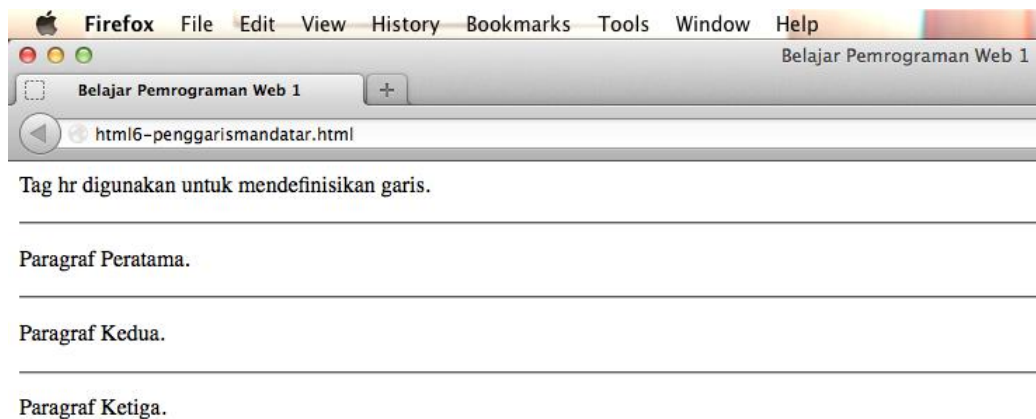 Firefox File Edit View History Bookmarks Tools Window Help
Belajar Pemrograman Web 1
Belajar Pemrograman Web 1
html6-penggarismandatar.html
Tag hr digunakan untuk mendefinisikan garis.
Paragraf Peratama.
Paragraf Kedua.
Paragraf Ketiga.